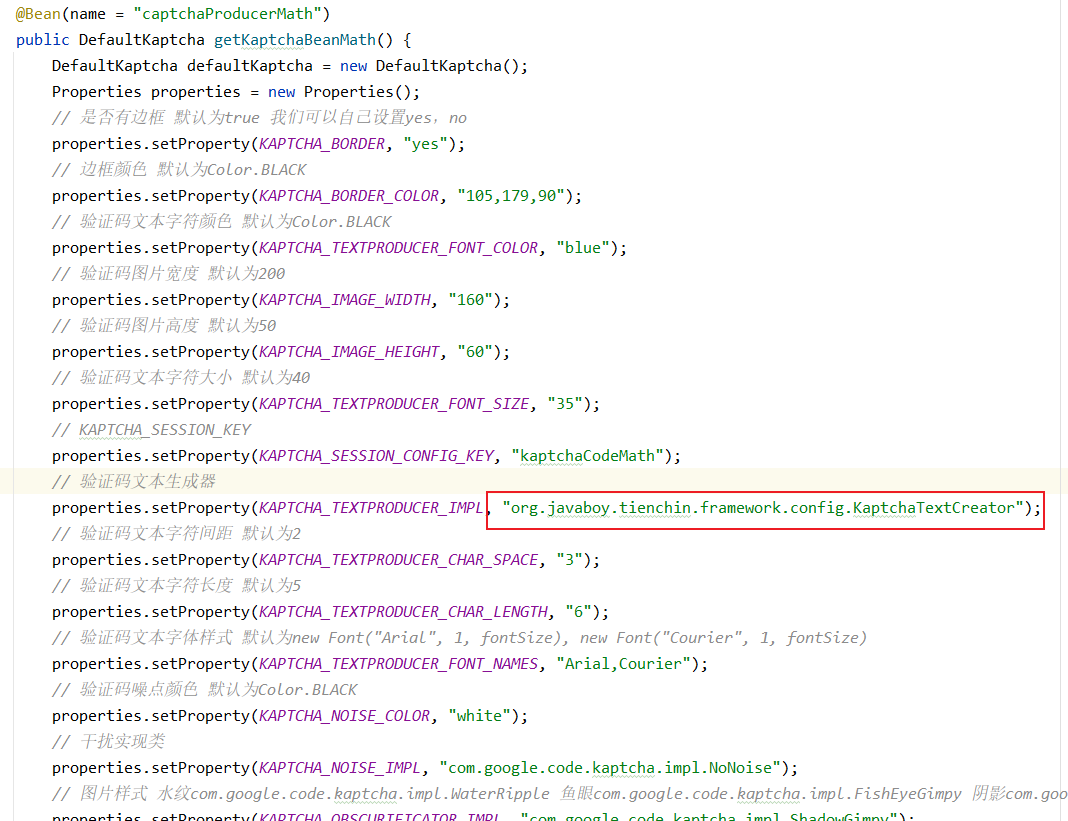 @Bean(name = "captchaProducerMath")
public DefaultKaptcha getKaptchaBeanMath() {
DefaultKaptcha defaultKaptcha = new DefaultKaptcha();
Properties properties = new Properties();
// 是否有边框 默认为true 我们可以自己设置yes，no
properties.setProperty(KAPTCHA_BORDER, "yes");
// 边框颜色 默认为Color.BLACK
properties.setProperty(KAPTCHA_BORDER_COLOR, "105,179,90");
// 验证码文本字符颜色 默认为Color.BLACK
properties.setProperty(KAPTCHA_TEXTPRODUCER_FONT_COLOR, "blue");
// 验证码图片宽度 默认为200
properties.setProperty(KAPTCHA_IMAGE_WIDTH, "160");
// 验证码图片高度 默认为50
properties.setProperty(KAPTCHA_IMAGE_HEIGHT, "60");
// 验证码文本字符大小 默认为40
properties.setProperty(KAPTCHA_TEXTPRODUCER_FONT_SIZE, "35");
// KAPTCHA_SESSION_KEY
properties.setProperty(KAPTCHA_SESSION_CONFIG_KEY, "kaptchaCodeMath");
// 验证码文本生成器
properties.setProperty(KAPTCHA_TEXTPRODUCER_IMPL, "org.javaboy.tienchin.framework.config.KaptchaTextCreator");
// 验证码文本字符间距 默认为2
properties.setProperty(KAPTCHA_TEXTPRODUCER_CHAR_SPACE, "3");
// 验证码文本字符长度 默认为5
properties.setProperty(KAPTCHA_TEXTPRODUCER_CHAR_LENGTH, "6");
// 验证码文本字体样式 默认为new Font("Arial", 1, fontSize), new Font("Courier", 1, fontSize)
properties.setProperty(KAPTCHA_TEXTPRODUCER_FONT_NAMES, "Arial,Courier");
// 验证码噪点颜色 默认为Color.BLACK
properties.setProperty(KAPTCHA_NOISE_COLOR, "white");
// 干扰实现类
properties.setProperty(KAPTCHA_NOISE_IMPL, "com.google.code.kaptcha.impl.NoNoise");
// 图片样式 水纹com.google.code.kaptcha.impl.WaterRipple 鱼眼com.google.code.kaptcha.impl.FishEyeGimpy 阴影com.goo
properties.setProperty(KAPTCHA_OBSCURIFICATOR_IMPL, "com.google.code.kaptcha.impl.ShadowGimpy");